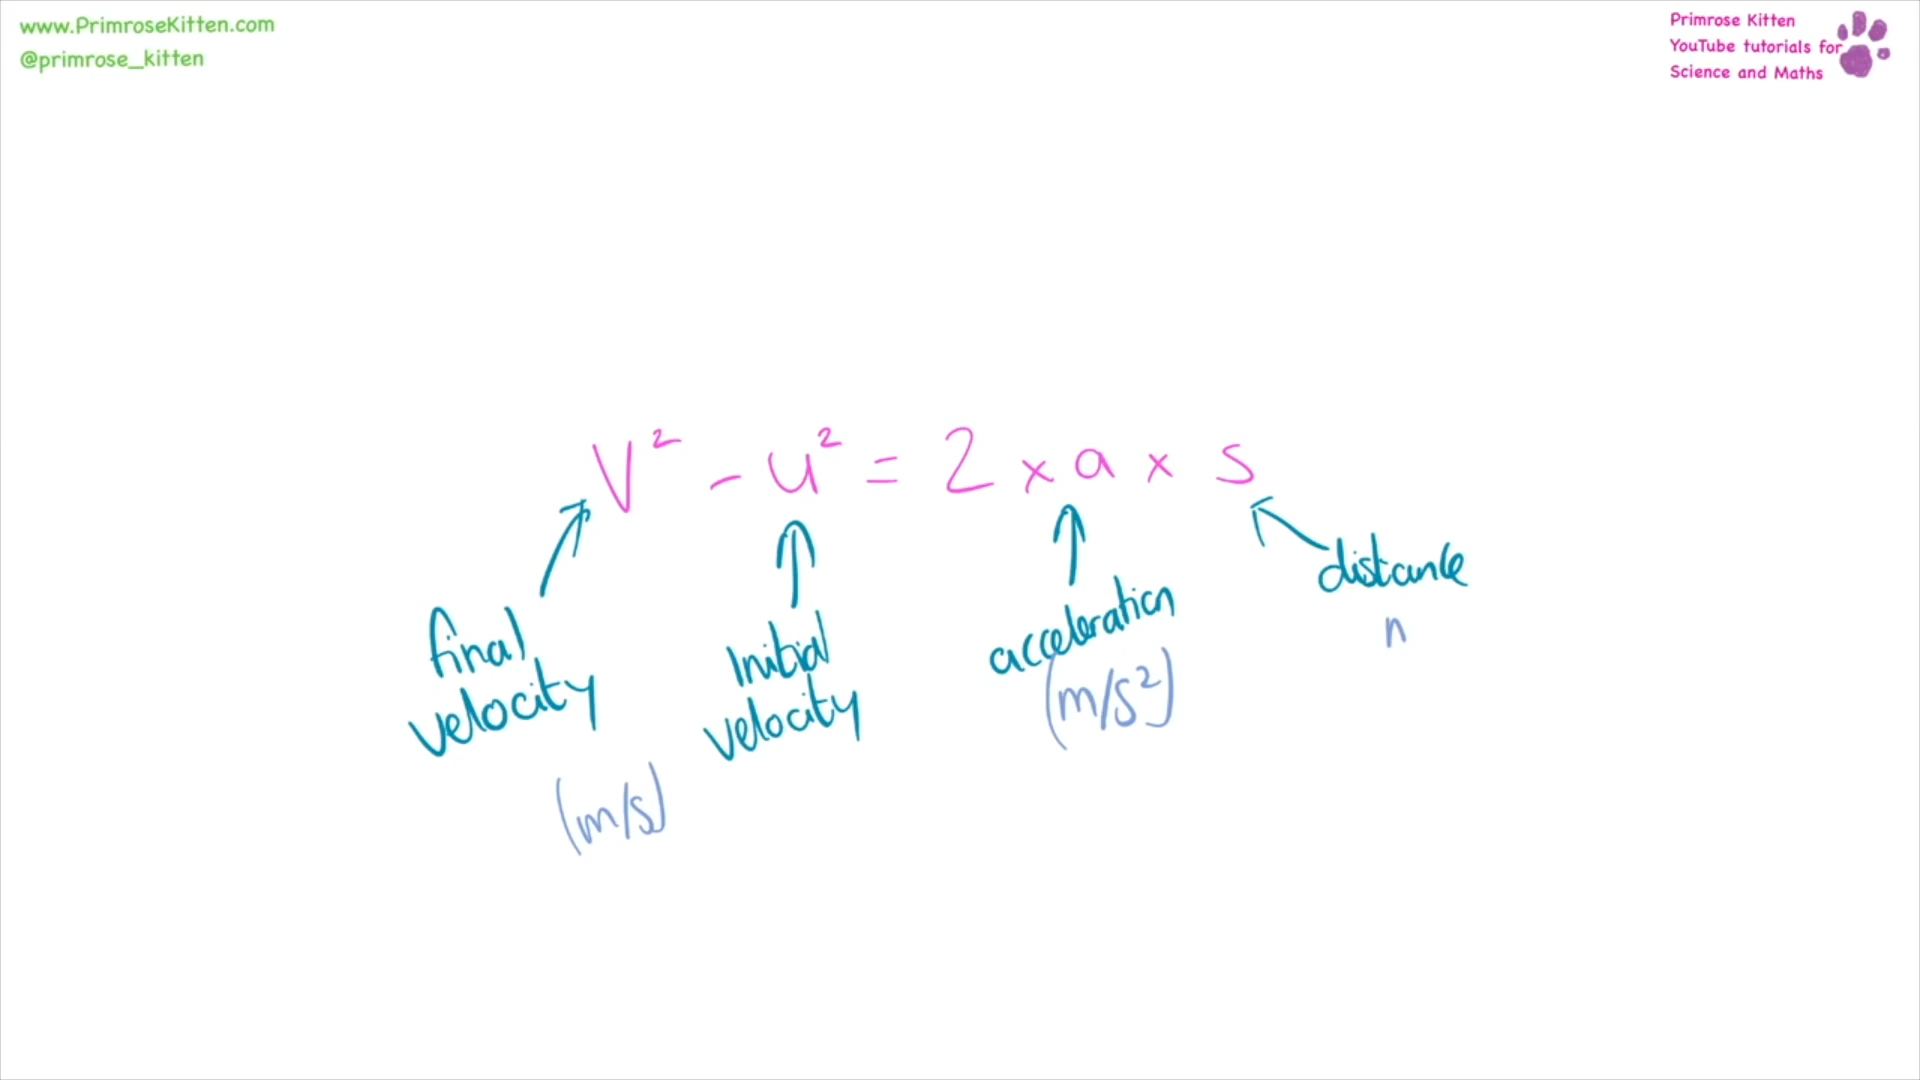 www.PrimroseKitten.com
@primrose_kitten
Primrose Kitten
YouTube tutorials for
Science and Maths
V² - u² = 2 × a × s
final
velocity
(m/s)
Initial
velocity
acceleration
(m/s²)
distance
n